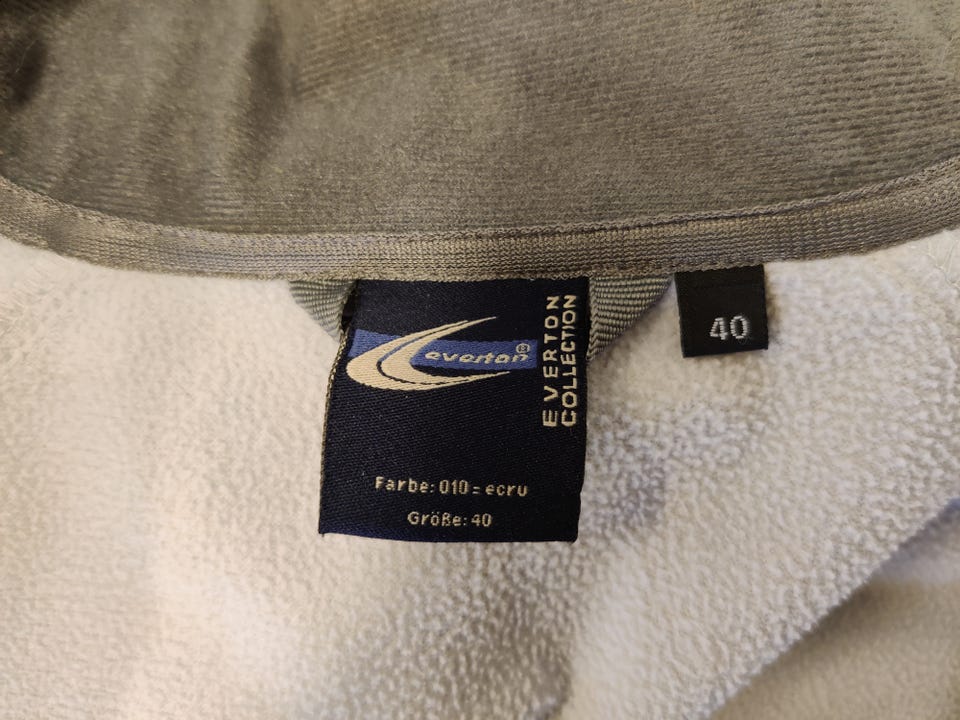 everton®
EVERTON
COLLECTION
Farbe: 010 = ecru
Größe: 40
40